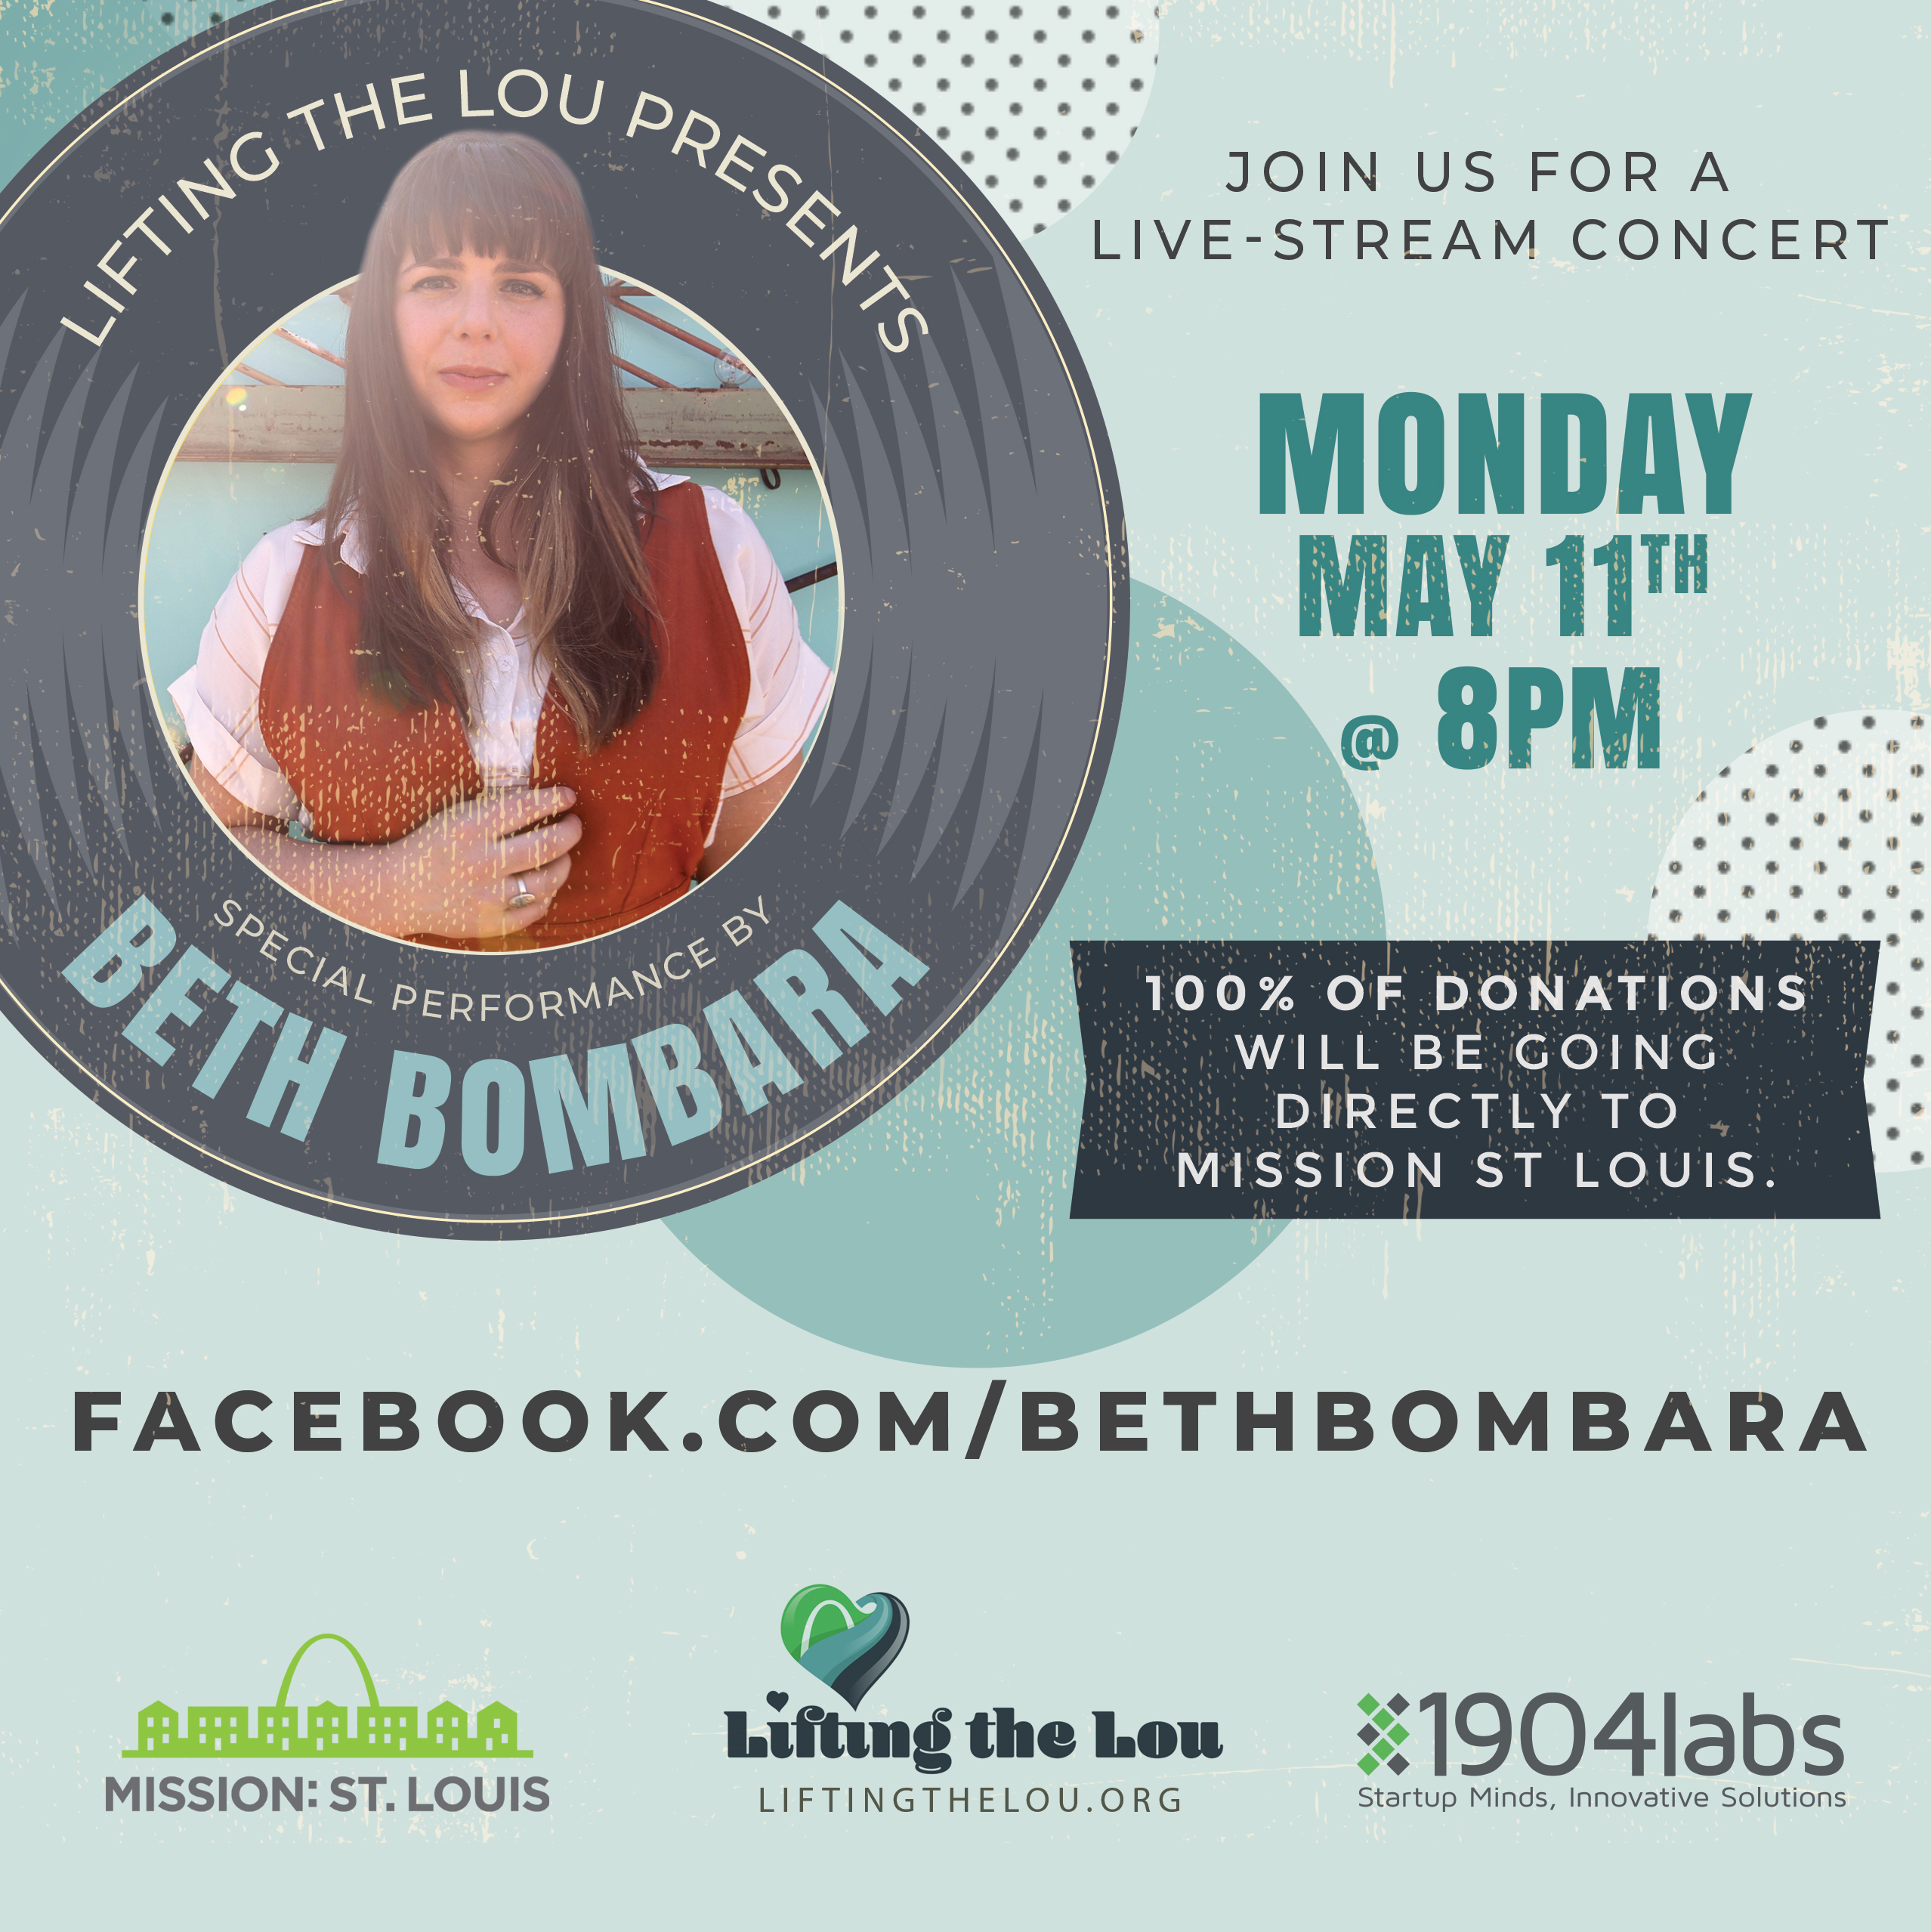 LIFTING THE LOU PRESENTS
SPECIAL PERFORMANCE BY
BETH BOMBARA
JOIN US FOR A
LIVE-STREAM CONCERT
MONDAY
MAY 11TH
@ 8PM
100% OF DONATIONS
WILL BE GOING
DIRECTLY TO
MISSION ST LOUIS.
FACEBOOK.COM/BETHBOMBARA
MISSION: ST. LOUIS
Lifting the Lou
LIFTINGTHELOU.ORG
1904labs
Startup Minds, Innovative Solutions